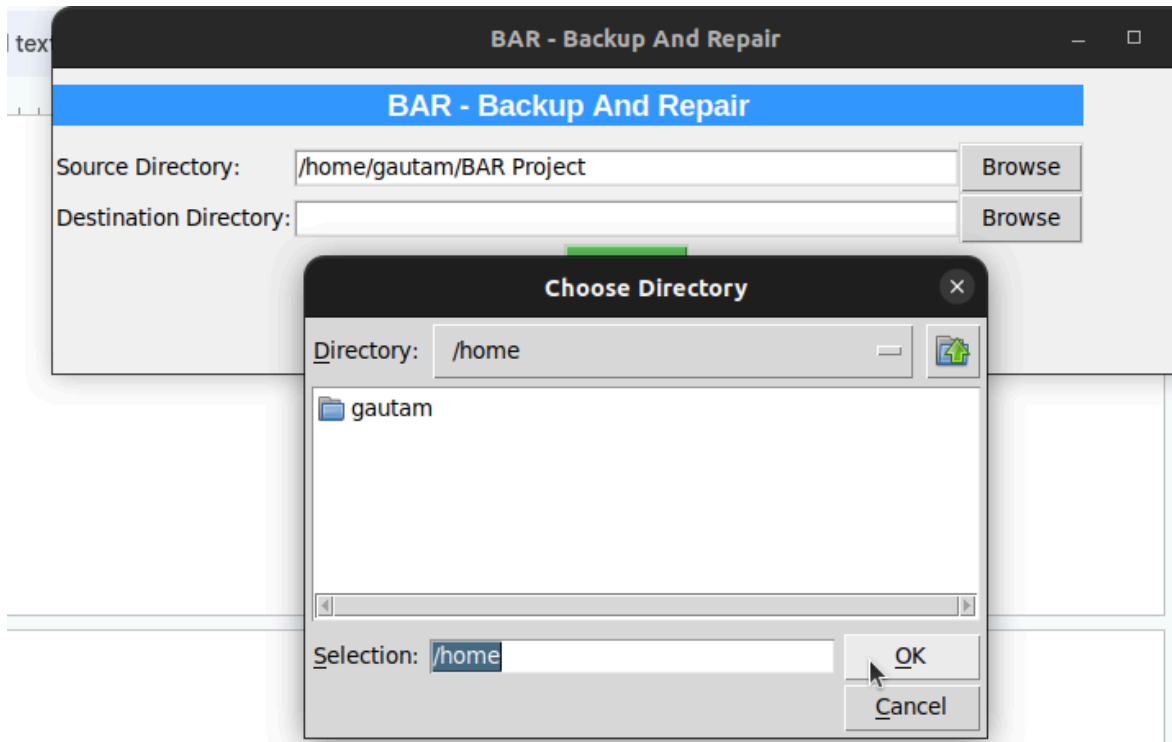 l text
BAR - Backup And Repair
BAR - Backup And Repair
Source Directory: /home/gautam/BAR Project Browse
Destination Directory: Browse
Choose Directory
Directory: /home
gautam
Selection: /home OK
Cancel